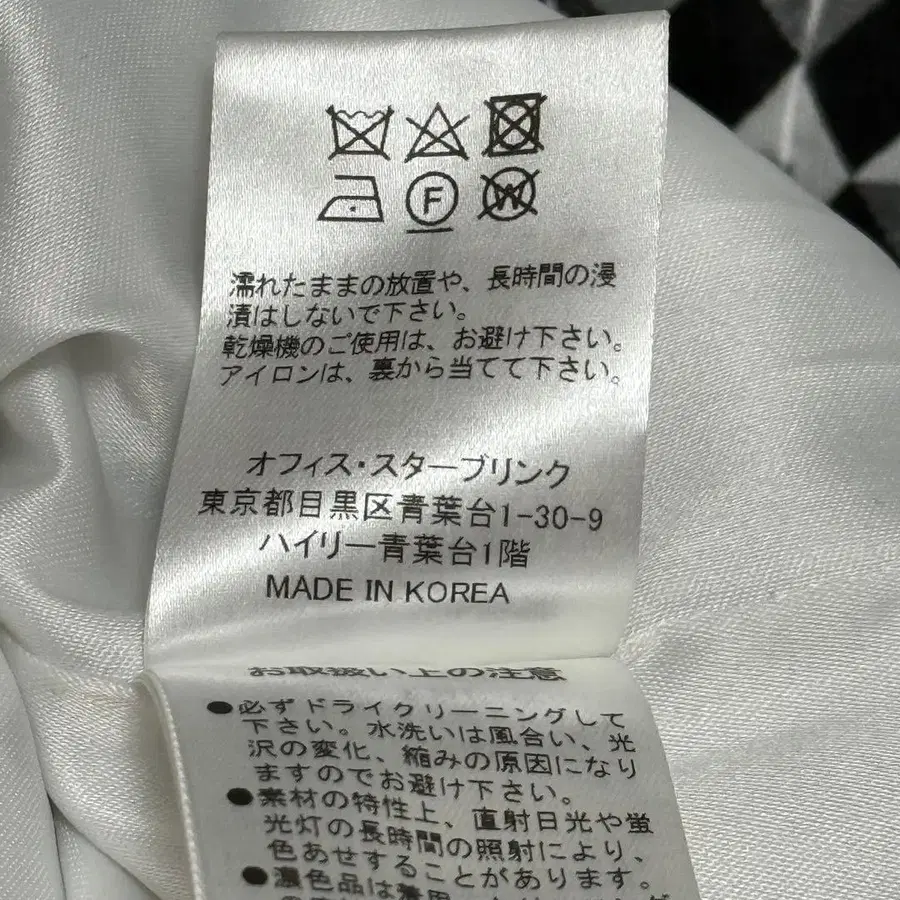 F W
濡れたままの放置や、長時間の浸
漬はしないで下さい。
乾燥機のご使用は、お避け下さい。
アイロンは、裏から当てて下さい。
オフィス・スターブリンク
東京都目黒区青葉台1-30-9
ハイリー青葉台1階
MADE IN KOREA
お取扱い上の注意
●必ずドライクリーニングして
下さい。水洗いは風合い、光
沢の変化、縮みの原因になり
ますのでお避け下さい。
●素材の特性上、直射日光や蛍
光灯の長時間の照射により、
色あせすることがあります。
●濃色品は着用